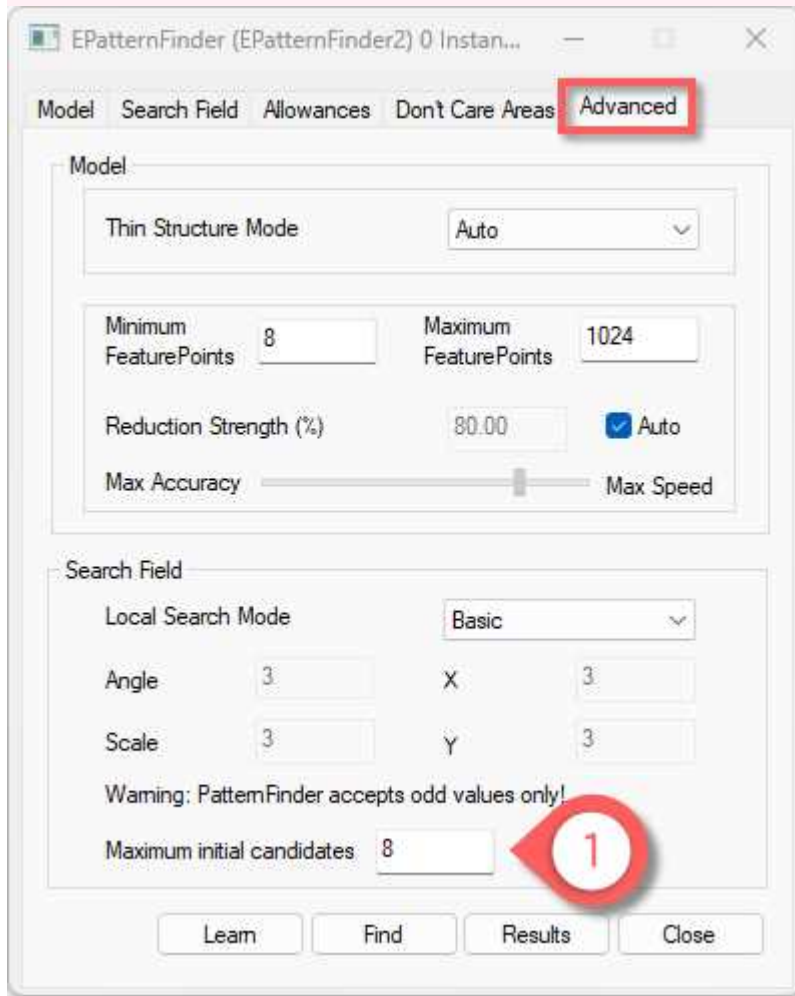 EPatternFinder (EPatternFinder2) 0 Instan...
Model Search Field Allowances Don't Care Areas Advanced
Model
Thin Structure Mode Auto
Minimum FeaturePoints 8 Maximum FeaturePoints 1024
Reduction Strength (%) 80.00 Auto
Max Accuracy Max Speed
Search Field
Local Search Mode Basic
Angle 3 X 3
Scale 3 Y 3
Warning: PatternFinder accepts odd values only!
Maximum initial candidates 8 1
Learn Find Results Close